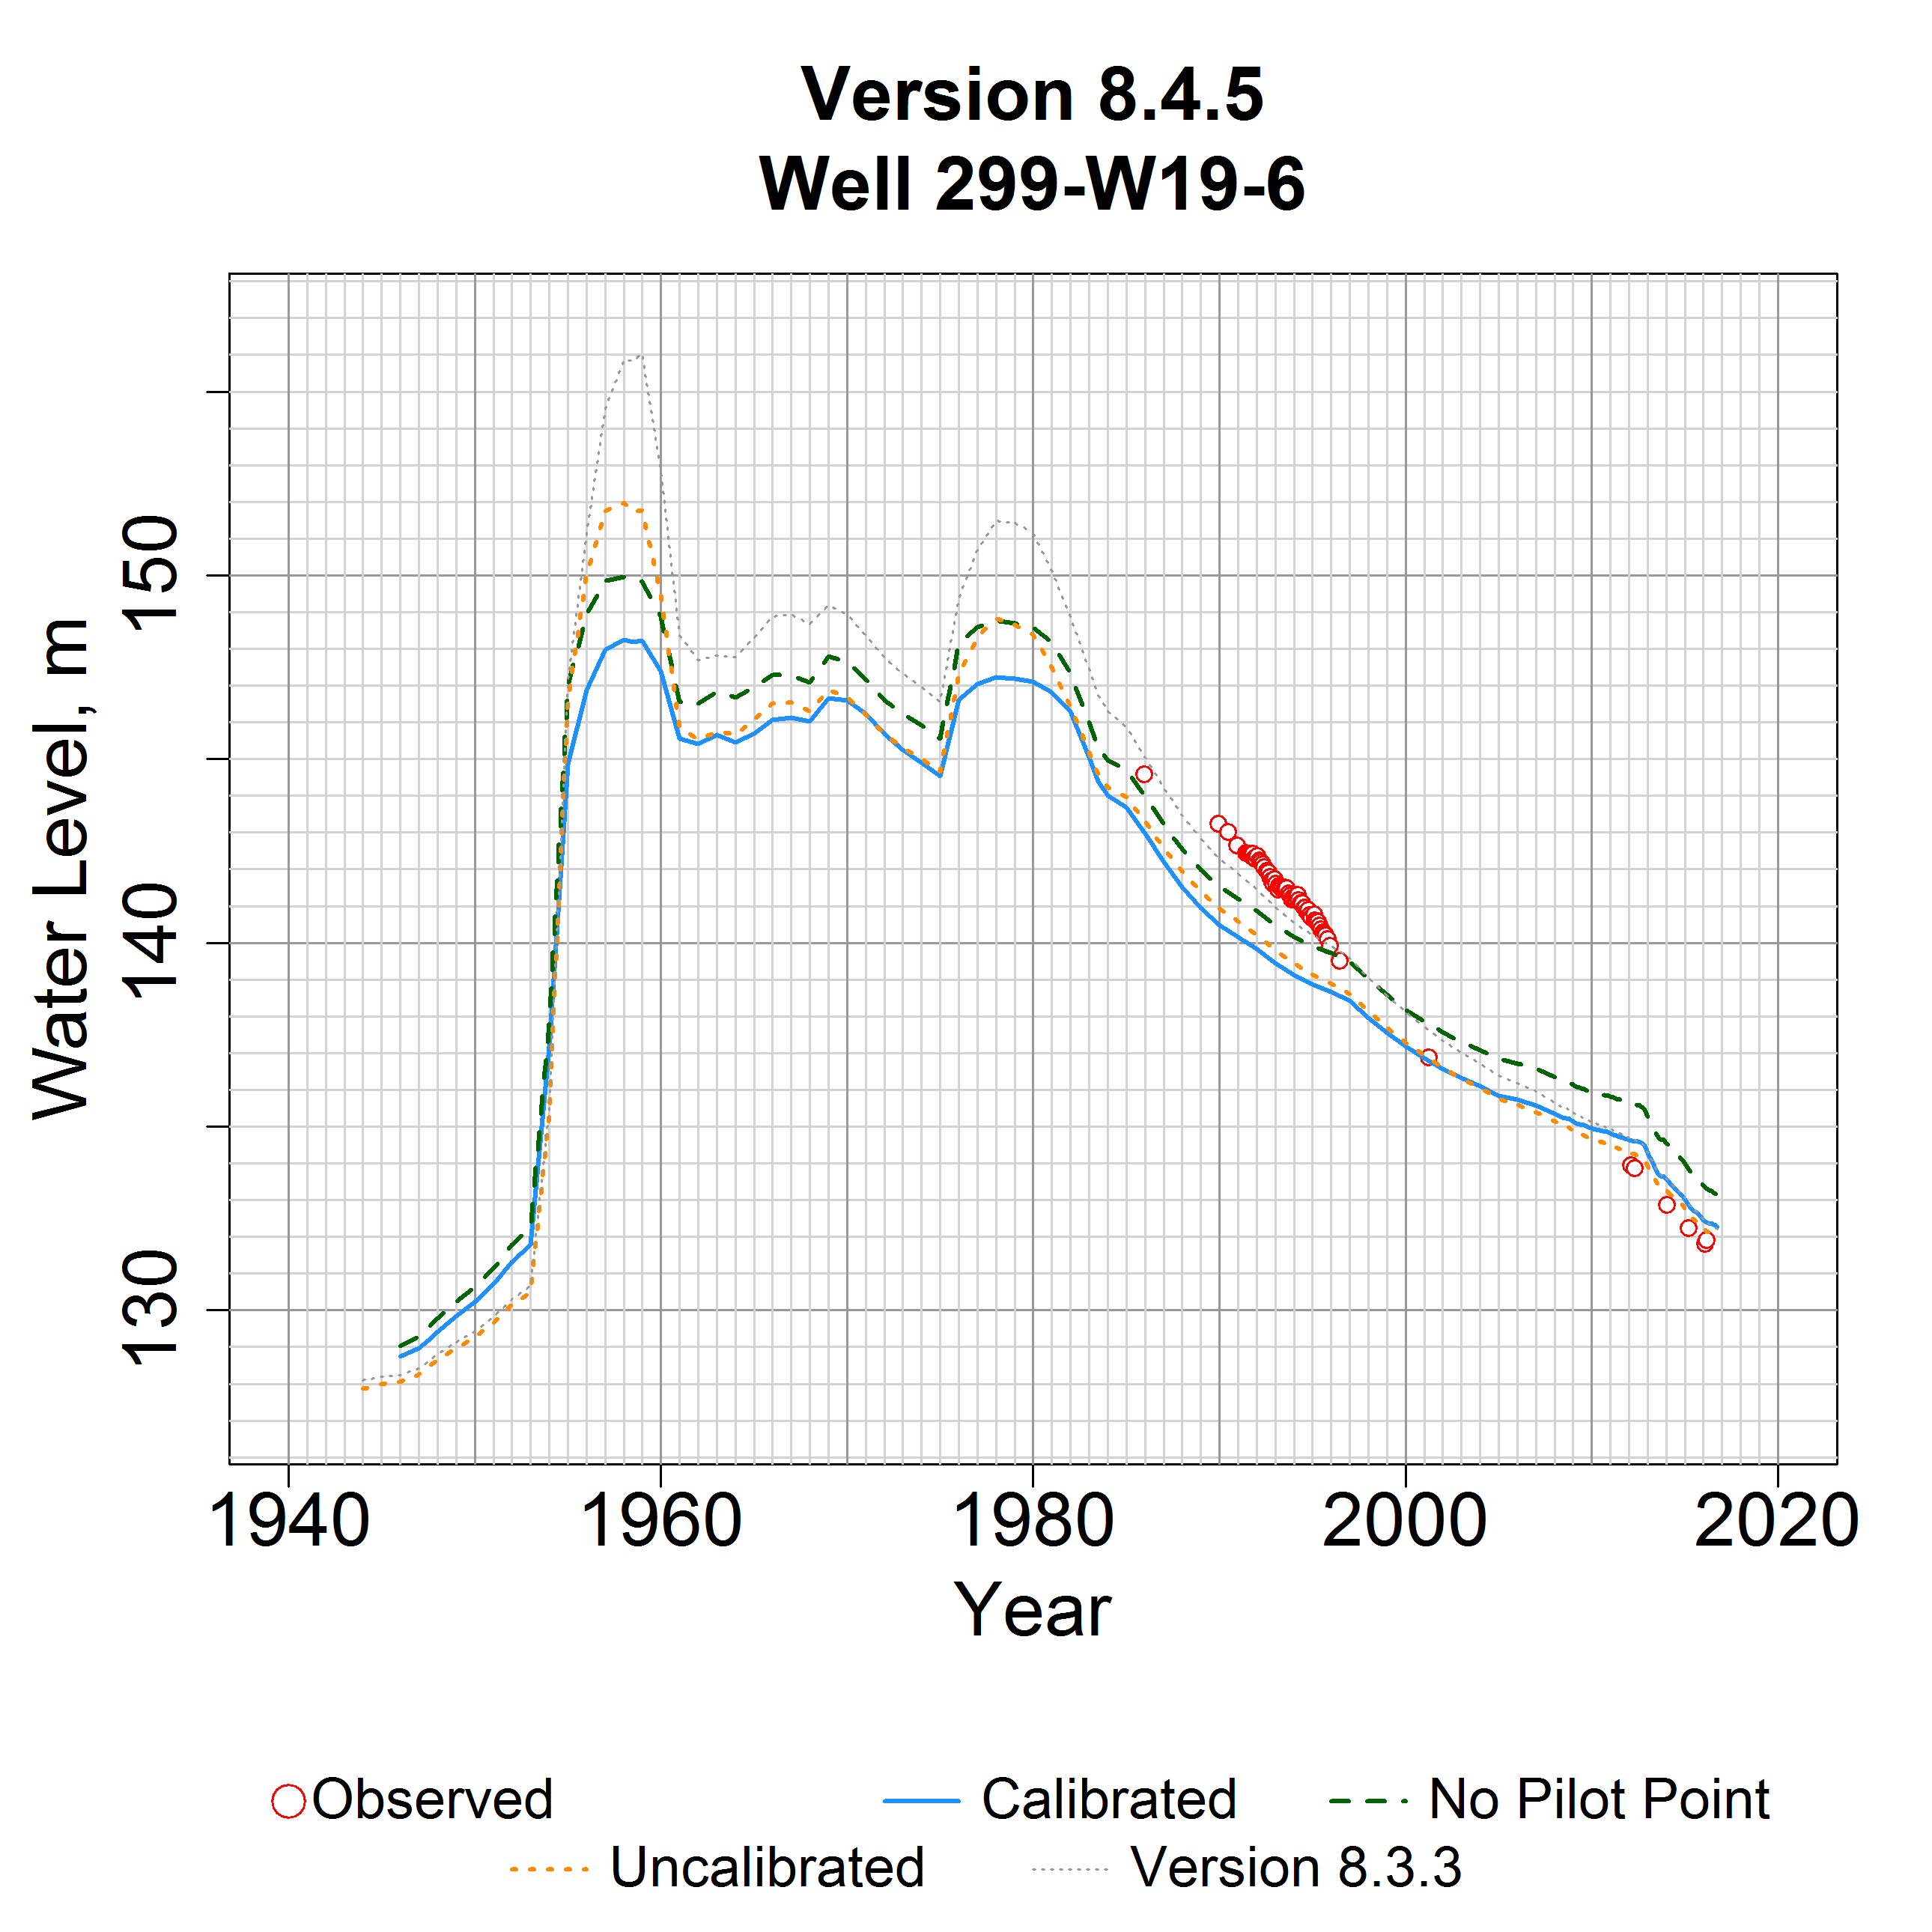 Version 8.4.5
Well 299-W19-6
Water Level, m
150
140
130
1940 1960 1980 2000 2020
Year
Observed Calibrated No Pilot Point
Uncalibrated Version 8.3.3